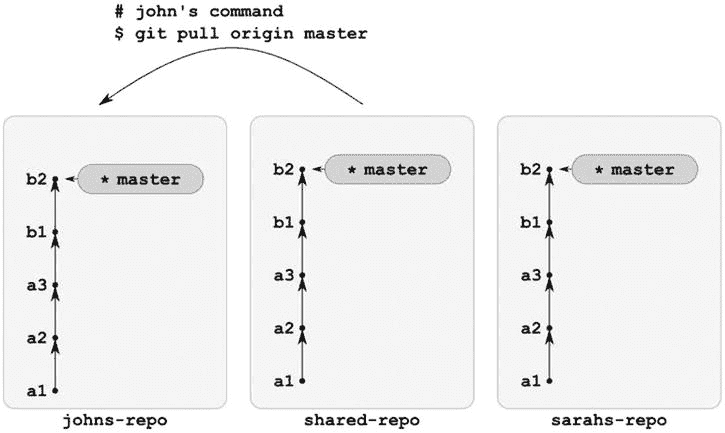 # john's command
$ git pull origin master
b2 * master
b1
a3
a2
a1
johns-repo
b2 * master
b1
a3
a2
a1
shared-repo
b2 * master
b1
a3
a2
a1
sarahs-repo